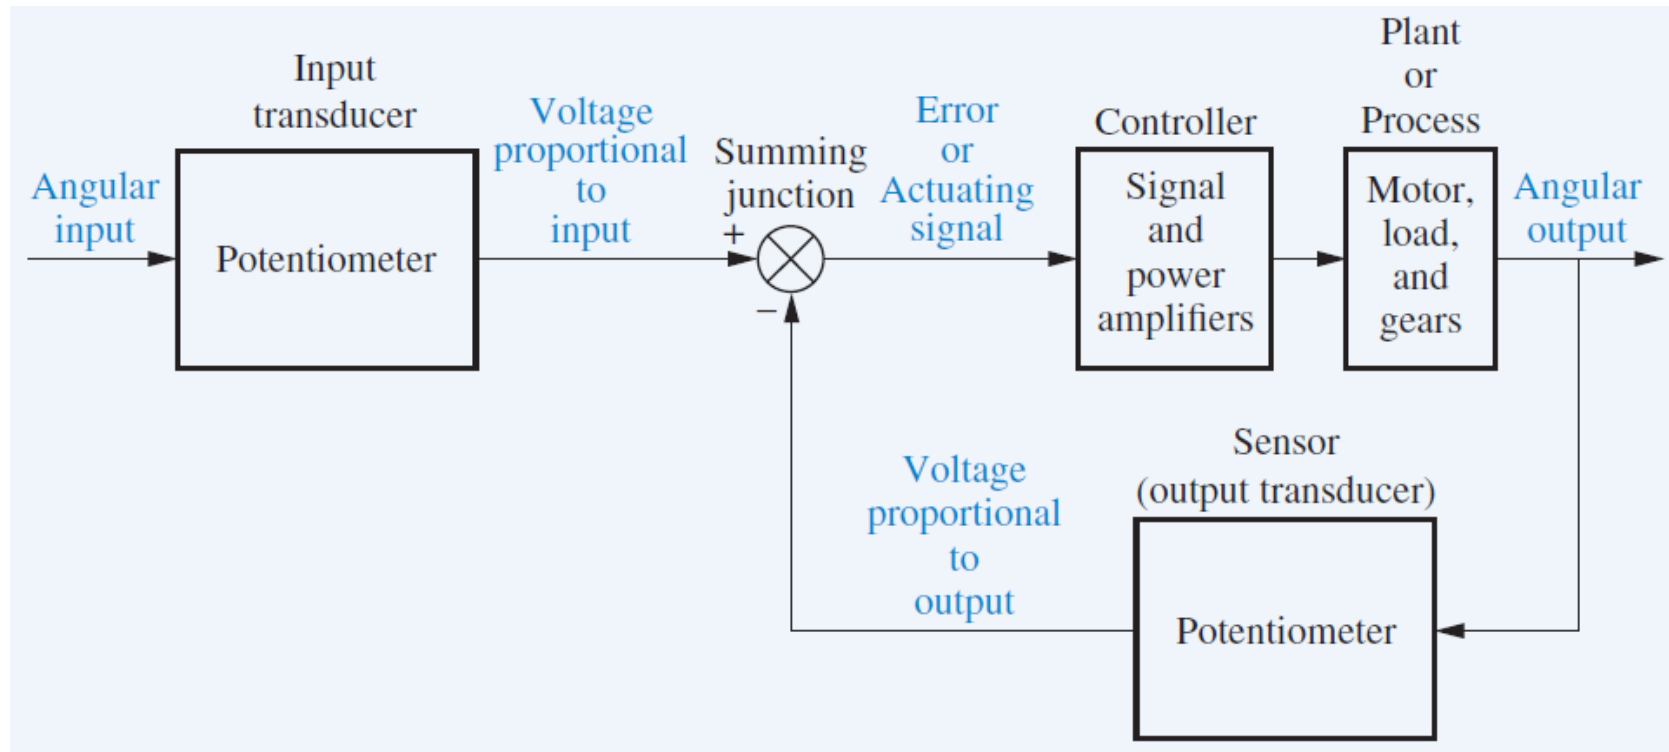 Input
transducer
Angular
input
Potentiometer
Voltage
proportional
to
input
Summing
junction
+
−
Error
or
Actuating
signal
Controller
Signal
and
power
amplifiers
Plant
or
Process
Motor,
load,
and
gears
Angular
output
Sensor
(output transducer)
Potentiometer
Voltage
proportional
to
output